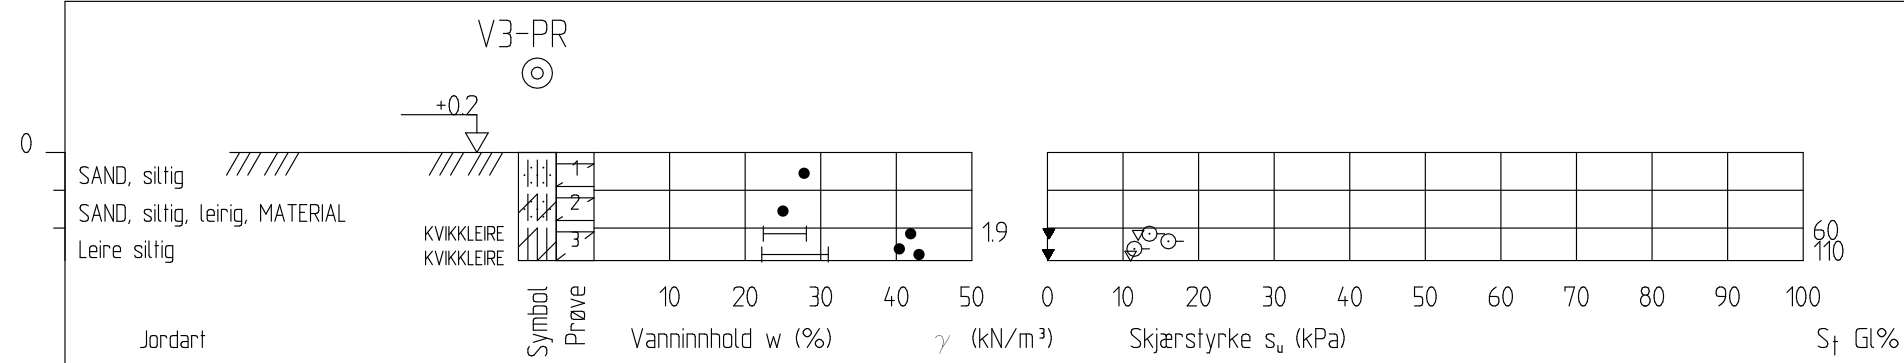 V3-PR
+0.2
0
SAND, siltig
1
SAND, siltig, leirig, MATERIAL
2
KVIKKLEIRE 3 1.9 60
Leire siltig
KVIKKLEIRE 110
Symbol
Prøve
10 20 30 40 50
0 10 20 30 40 50 60 70 80 90 100
Jordart
Vanninnhold w (%)
γ (kN/m³)
Skjærstyrke su (kPa)
St Gl%